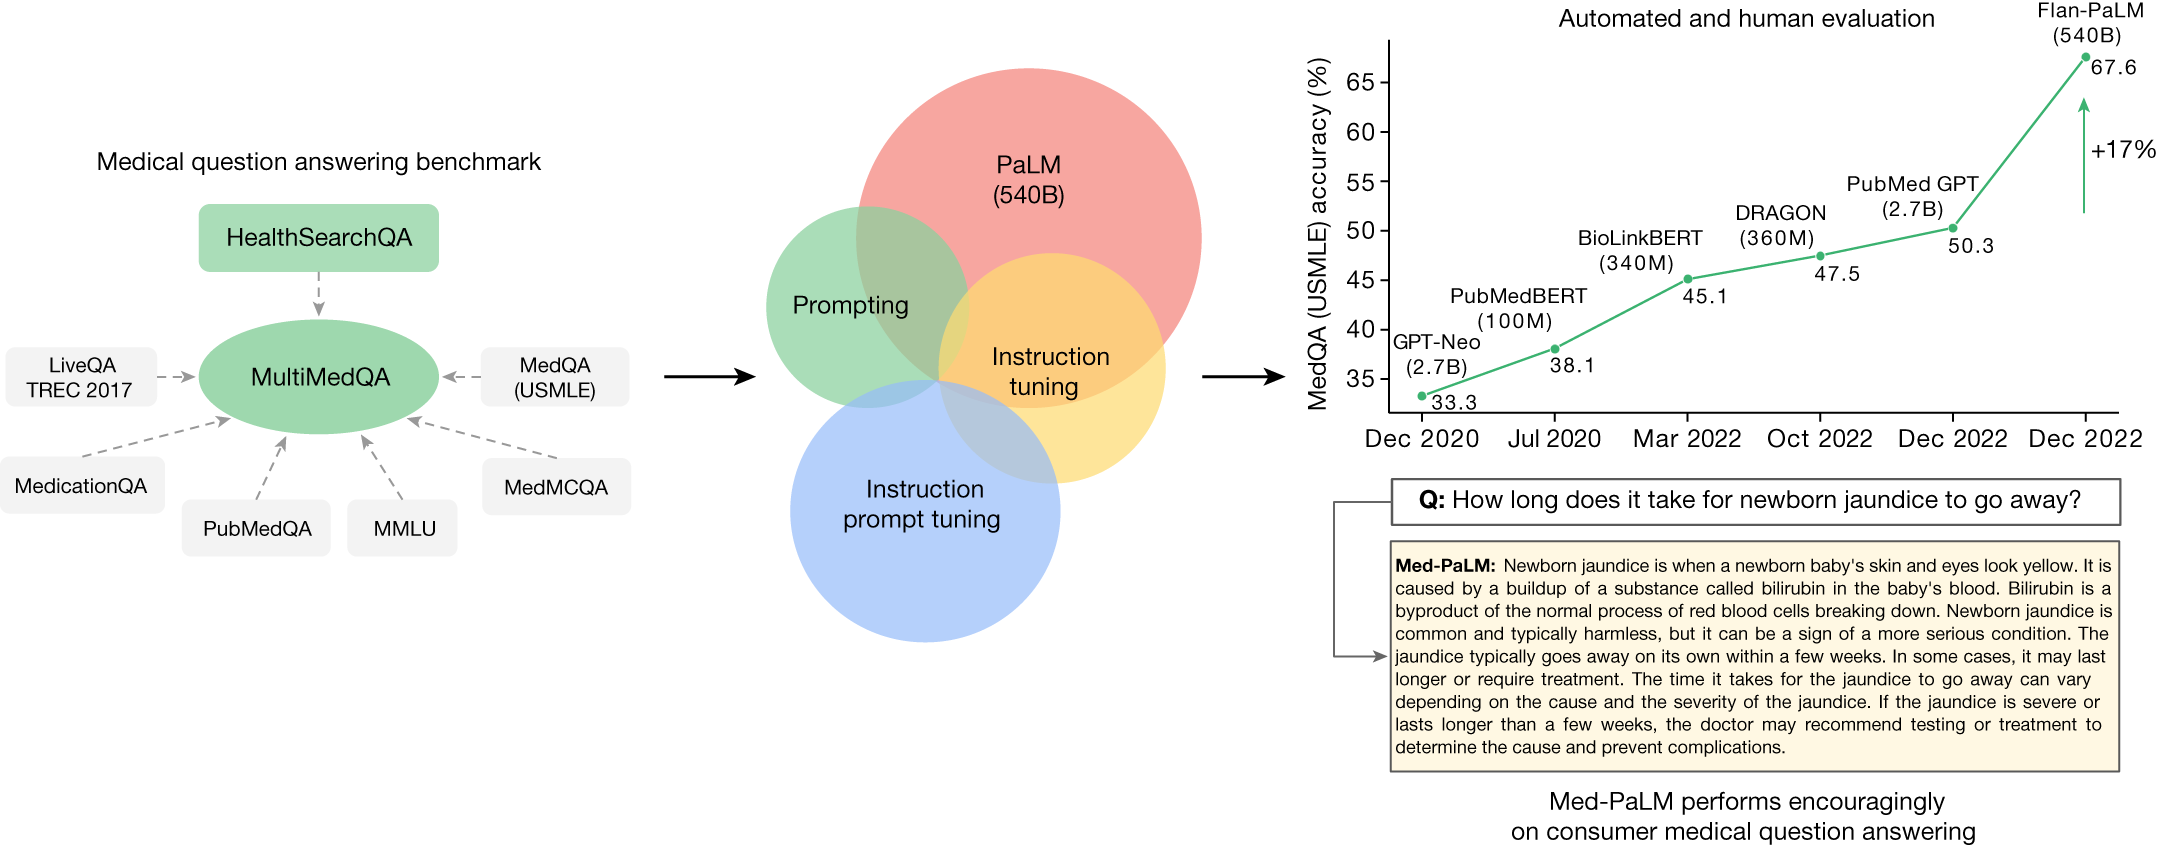 Medical question answering benchmark
HealthSearchQA
LiveQA
TREC 2017
MultiMedQA
MedQA
(USMLE)
MedicationQA
PubMedQA
MMLU
MedMCQA
PaLM
(540B)
Prompting
Instruction
tuning
Instruction
prompt tuning
Automated and human evaluation
MedQA (USMLE) accuracy (%)
65
60
55
50
45
40
35
GPT-Neo
(2.7B)
33.3
PubMedBERT
(100M)
38.1
BioLinkBERT
(340M)
45.1
DRAGON
(360M)
47.5
PubMed GPT
(2.7B)
50.3
Flan-PaLM
(540B)
67.6
+17%
Dec 2020 Jul 2020 Mar 2022 Oct 2022 Dec 2022 Dec 2022
Q: How long does it take for newborn jaundice to go away?
Med-PaLM: Newborn jaundice is when a newborn baby's skin and eyes look yellow. It is
caused by a buildup of a substance called bilirubin in the baby's blood. Bilirubin is a
byproduct of the normal process of red blood cells breaking down. Newborn jaundice is
common and typically harmless, but it can be a sign of a more serious condition. The
jaundice typically goes away on its own within a few weeks. In some cases, it may last
longer or require treatment. The time it takes for the jaundice to go away can vary
depending on the cause and the severity of the jaundice. If the jaundice is severe or
lasts longer than a few weeks, the doctor may recommend testing or treatment to
determine the cause and prevent complications.
Med-PaLM performs encouragingly
on consumer medical question answering